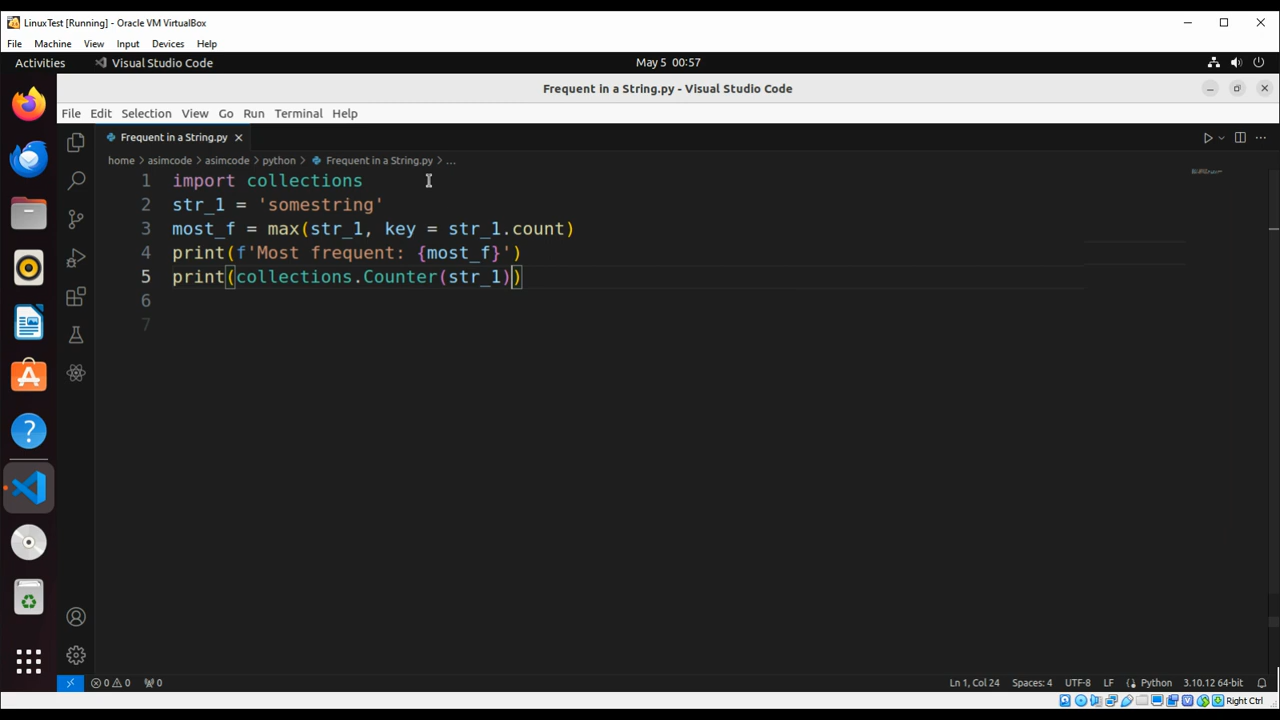 LinuxTest [Running] - Oracle VM VirtualBox
File Machine View Input Devices Help
Activities Visual Studio Code May 5 00:57
Frequent in a String.py - Visual Studio Code
File Edit Selection View Go Run Terminal Help
Frequent in a String.py
home > asimcode > asimcode > python > Frequent in a String.py > ...
1 import collections
2 str_1 = 'somestring'
3 most_f = max(str_1, key = str_1.count)
4 print(f'Most frequent: {most_f}')
5 print(collections.Counter(str_1))
6
7
0 0 0 Ln 1, Col 24 Spaces: 4 UTF-8 LF Python 3.10.12 64-bit
Right Ctrl